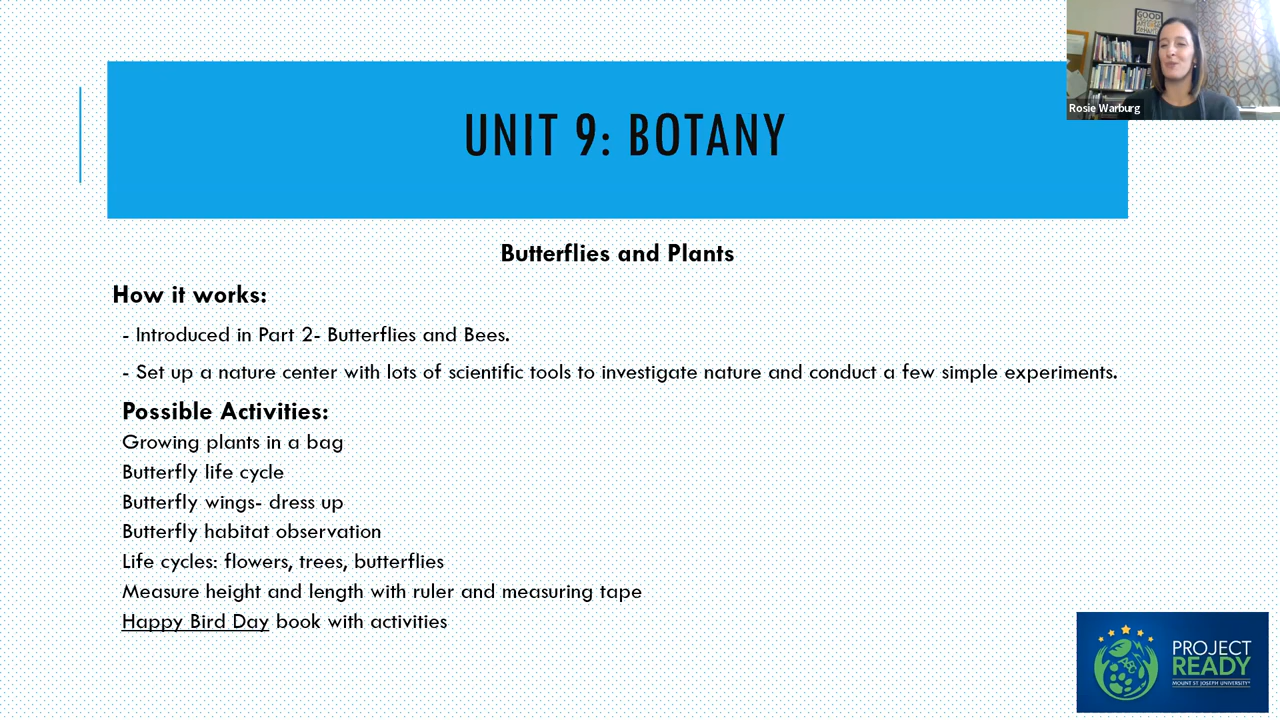 GOOD
Rosie Warburg
UNIT 9: BOTANY
Butterflies and Plants
How it works:
- Introduced in Part 2- Butterflies and Bees.
- Set up a nature center with lots of scientific tools to investigate nature and conduct a few simple experiments.
Possible Activities:
Growing plants in a bag
Butterfly life cycle
Butterfly wings- dress up
Butterfly habitat observation
Life cycles: flowers, trees, butterflies
Measure height and length with ruler and measuring tape
Happy Bird Day book with activities
ABC
PROJECT
READY
MOUNT ST JOSEPH UNIVERSITY